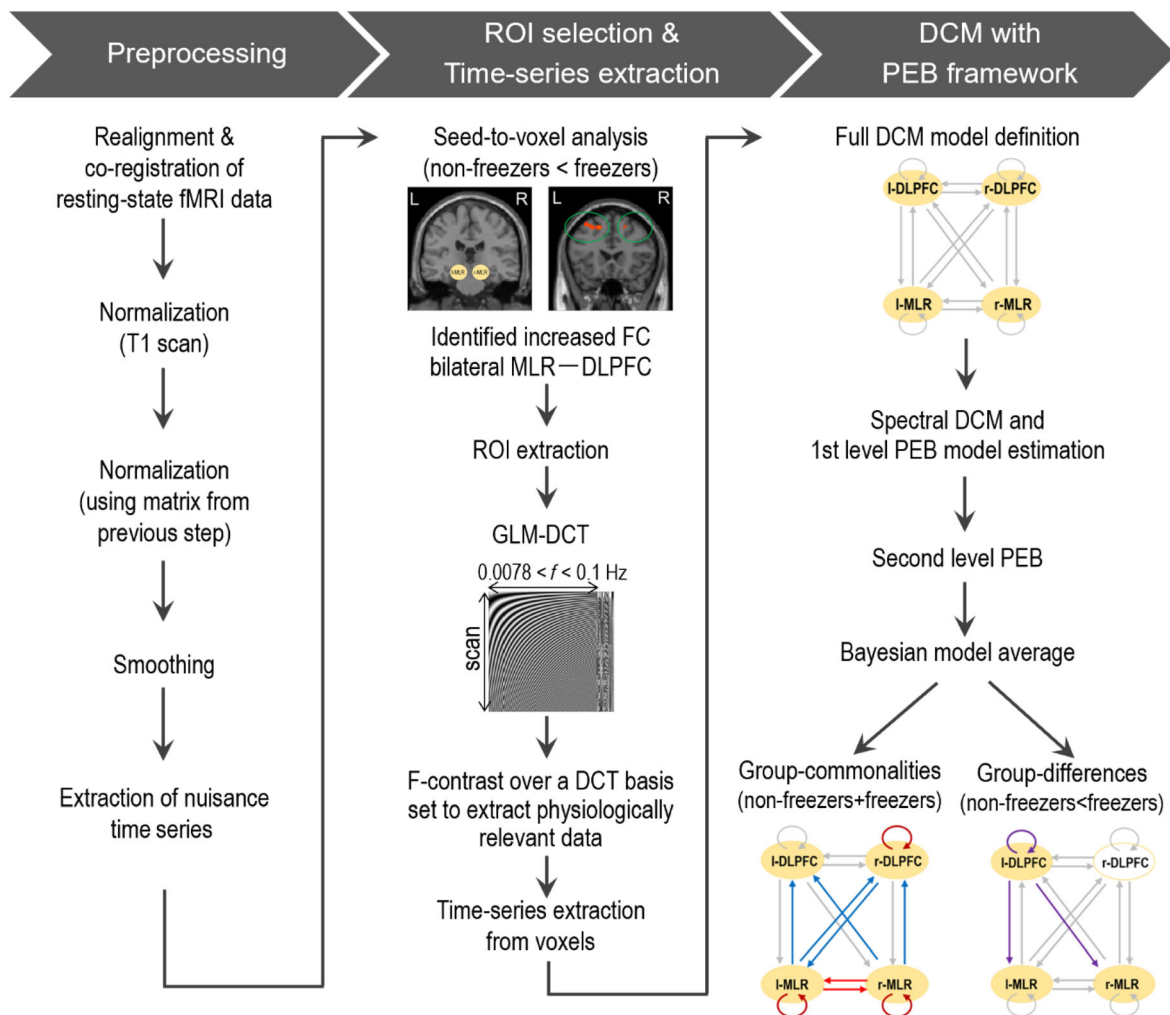 Preprocessing
ROI selection &
Time-series extraction
DCM with
PEB framework
Realignment &
co-registration of
resting-state fMRI data
Normalization
(T1 scan)
Normalization
(using matrix from
previous step)
Smoothing
Extraction of nuisance
time series
Seed-to-voxel analysis
(non-freezers < freezers)
L R L R
l-MLR r-MLR
Identified increased FC
bilateral MLR—DLPFC
ROI extraction
GLM-DCT
0.0078 < f < 0.1 Hz
scan
F-contrast over a DCT basis
set to extract physiologically
relevant data
Time-series extraction
from voxels
Full DCM model definition
l-DLPFC r-DLPFC
l-MLR r-MLR
Spectral DCM and
1st level PEB model estimation
Second level PEB
Bayesian model average
Group-commonalities
(non-freezers+freezers)
l-DLPFC r-DLPFC
l-MLR r-MLR
Group-differences
(non-freezers<freezers)
l-DLPFC r-DLPFC
l-MLR r-MLR